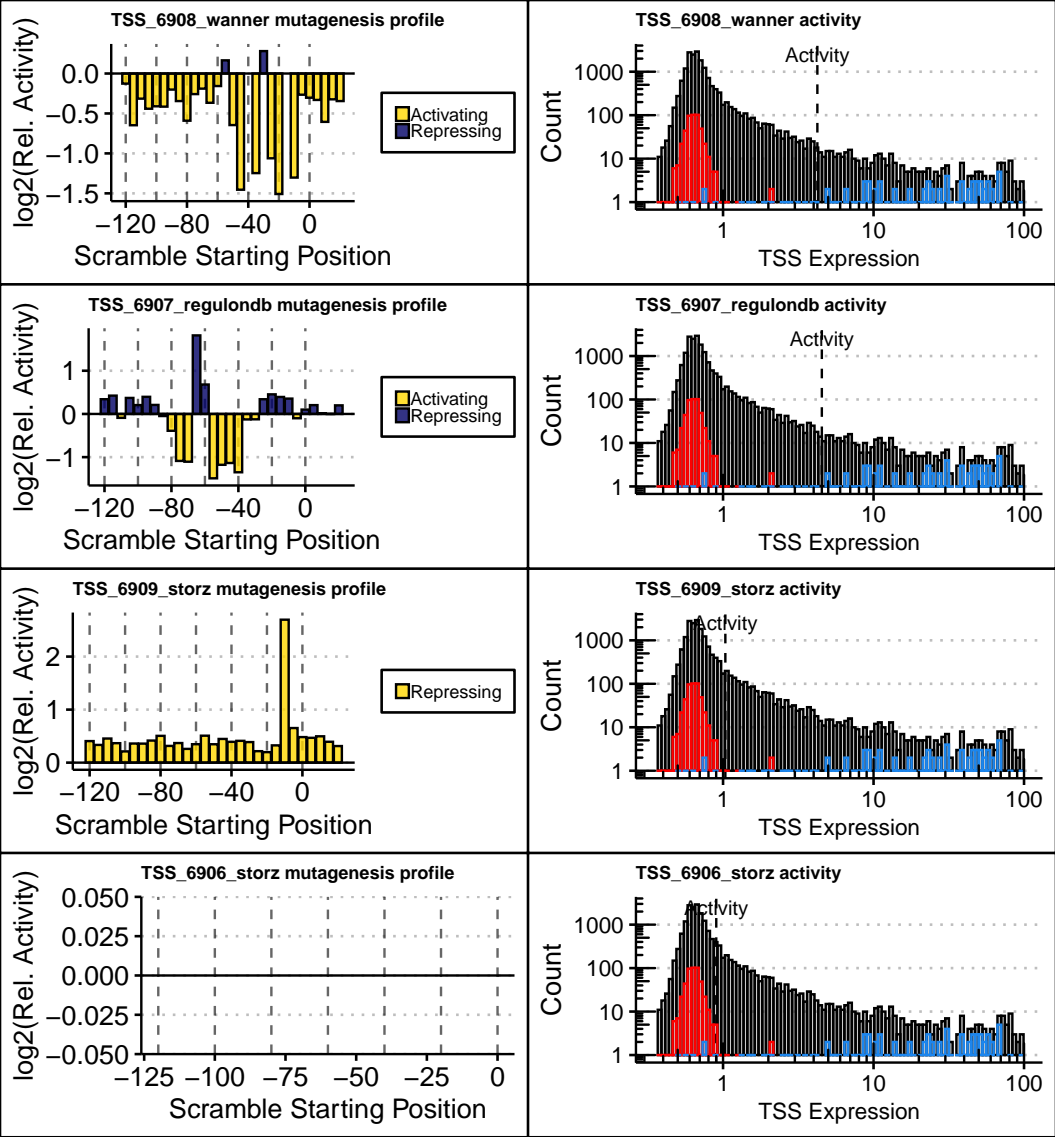 TSS_6908_wanner mutagenesis profile
log2(Rel. Activity)
0.0
−0.5
−1.0
−1.5
−120 −80 −40 0
Scramble Starting Position
Activating
Repressing
TSS_6908_wanner activity
Activity
Count
1000
100
10
1
1 10 100
TSS Expression
TSS_6907_regulondb mutagenesis profile
log2(Rel. Activity)
1
0
−1
−120 −80 −40 0
Scramble Starting Position
Activating
Repressing
TSS_6907_regulondb activity
Activity
Count
1000
100
10
1
1 10 100
TSS Expression
TSS_6909_storz mutagenesis profile
log2(Rel. Activity)
2
1
0
−120 −80 −40 0
Scramble Starting Position
Repressing
TSS_6909_storz activity
Activity
Count
1000
100
10
1
1 10 100
TSS Expression
TSS_6906_storz mutagenesis profile
log2(Rel. Activity)
0.050
0.025
0.000
−0.025
−0.050
−125 −100 −75 −50 −25 0
Scramble Starting Position
TSS_6906_storz activity
Activity
Count
1000
100
10
1
1 10 100
TSS Expression